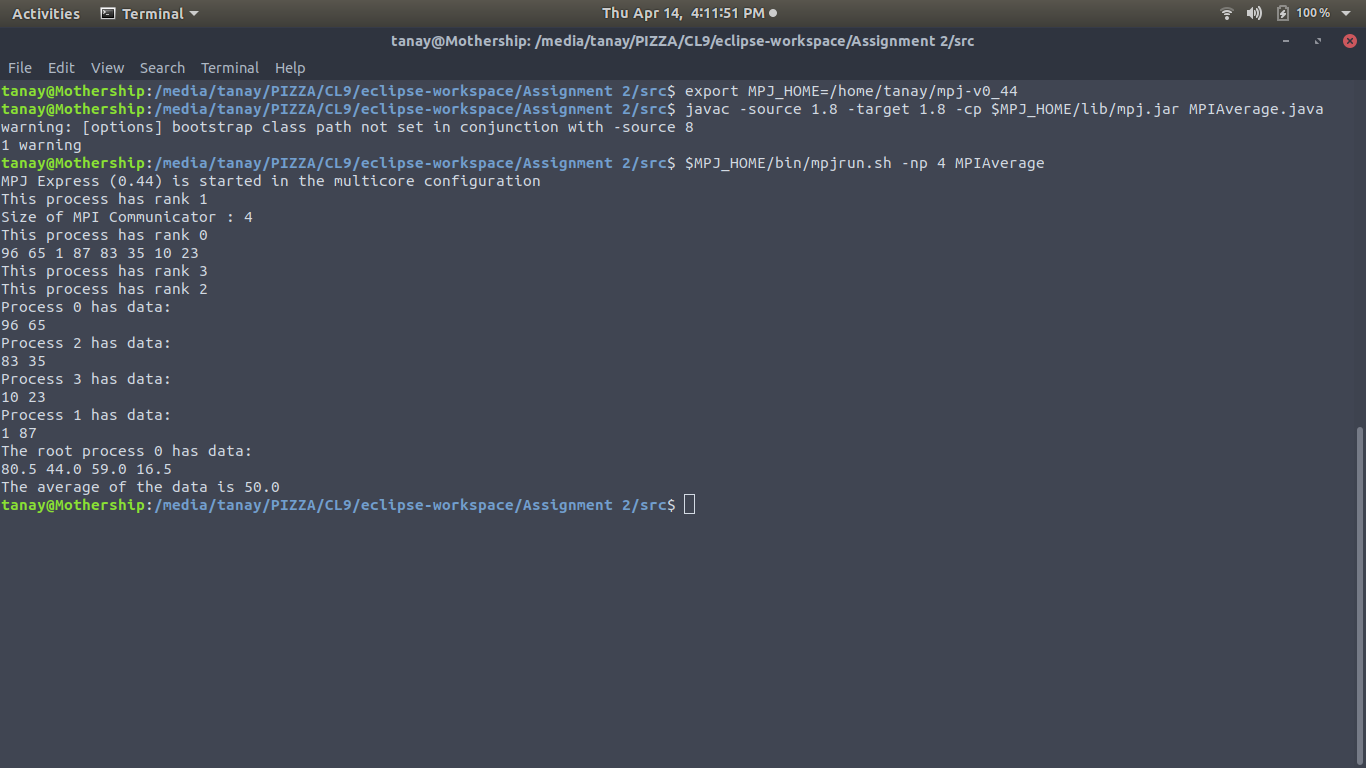 Activities Terminal Thu Apr 14, 4:11:51 PM 100%
tanay@Mothership: /media/tanay/PIZZA/CL9/eclipse-workspace/Assignment 2/src
File Edit View Search Terminal Help
tanay@Mothership:/media/tanay/PIZZA/CL9/eclipse-workspace/Assignment 2/src$ export MPJ_HOME=/home/tanay/mpj-v0_44
tanay@Mothership:/media/tanay/PIZZA/CL9/eclipse-workspace/Assignment 2/src$ javac -source 1.8 -target 1.8 -cp $MPJ_HOME/lib/mpj.jar MPIAverage.java
warning: [options] bootstrap class path not set in conjunction with -source 8
1 warning
tanay@Mothership:/media/tanay/PIZZA/CL9/eclipse-workspace/Assignment 2/src$ $MPJ_HOME/bin/mpjrun.sh -np 4 MPIAverage
MPJ Express (0.44) is started in the multicore configuration
This process has rank 1
Size of MPI Communicator : 4
This process has rank 0
96 65 1 87 83 35 10 23
This process has rank 3
This process has rank 2
Process 0 has data:
96 65
Process 2 has data:
83 35
Process 3 has data:
10 23
Process 1 has data:
1 87
The root process 0 has data:
80.5 44.0 59.0 16.5
The average of the data is 50.0
tanay@Mothership:/media/tanay/PIZZA/CL9/eclipse-workspace/Assignment 2/src$